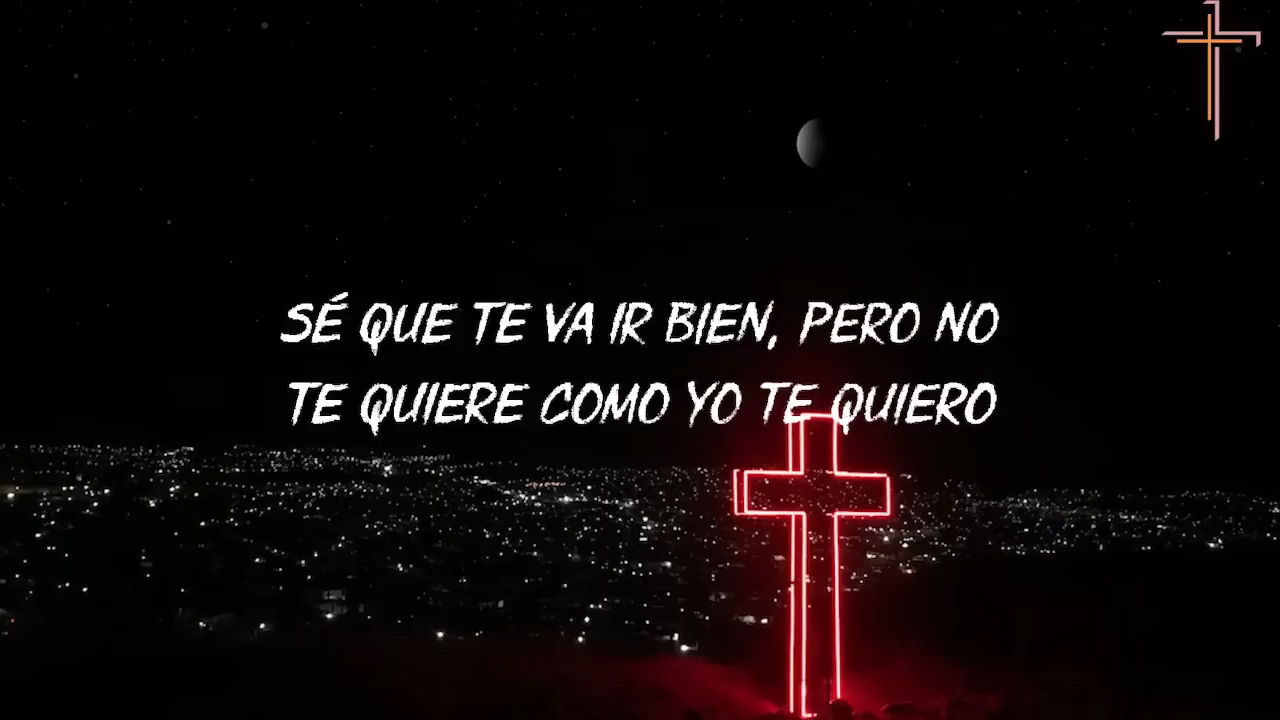 SÉ QUE TE VA IR BIEN, PERO NO
TE QUIERE COMO YO TE QUIERO